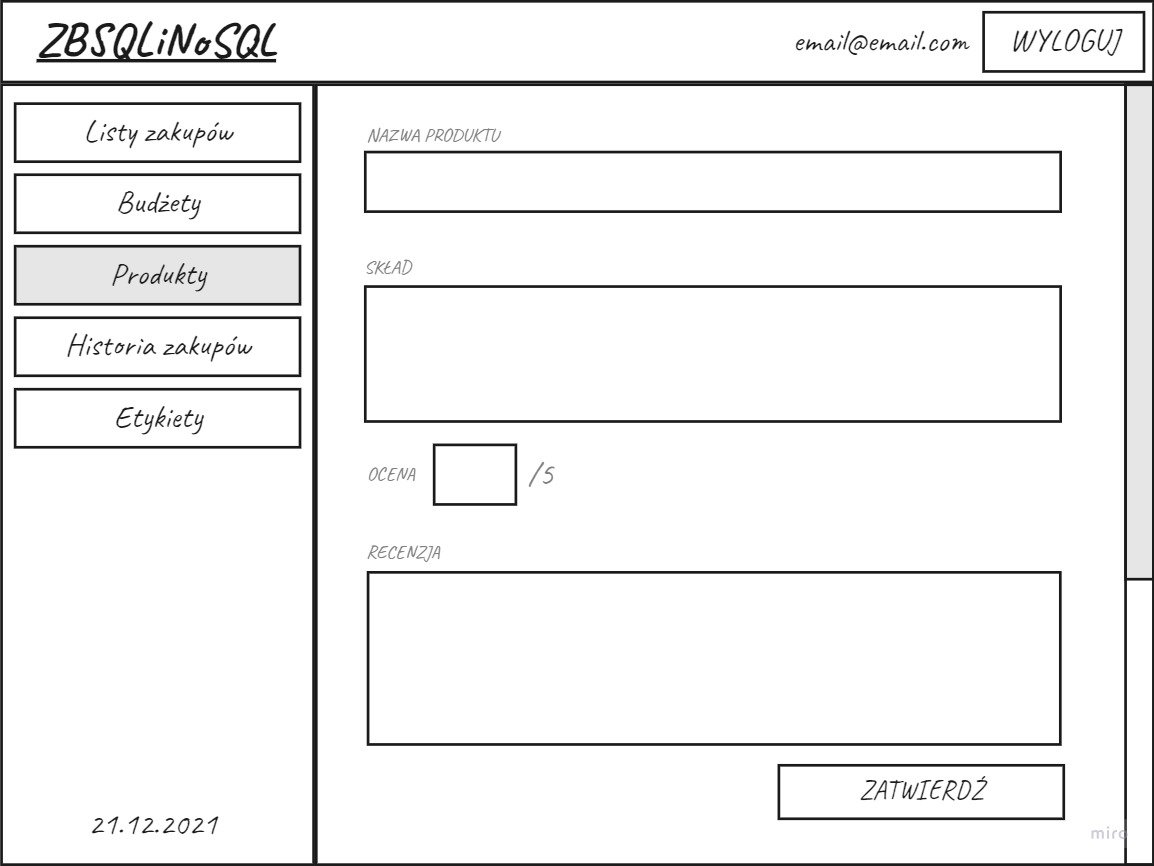 ZBSQLiNoSQL
email@email.com
WYLOGUJ
Listy zakupów
Budżety
Produkty
Historia zakupów
Etykiety
21.12.2021
NAZWA PRODUKTU
SKŁAD
OCENA /5
RECENZJA
ZATWIERDŹ
miro